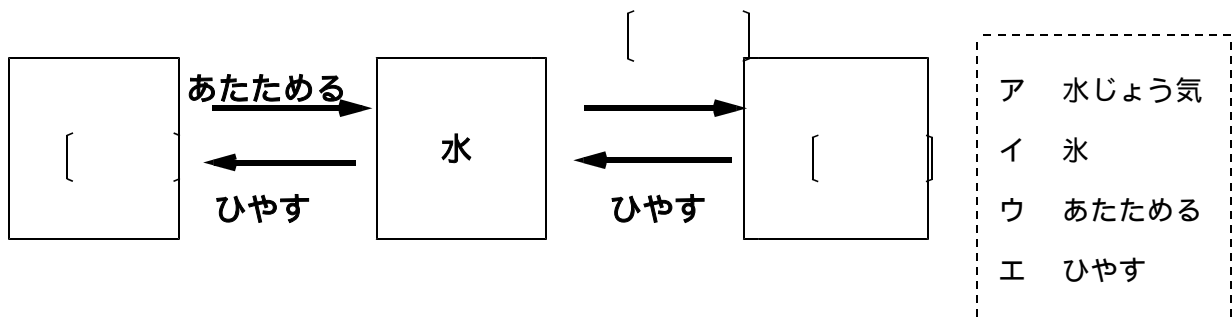 あたためる
ひやす
水
ひやす
ア 水じょう気
イ 氷
ウ あたためる
エ ひやす